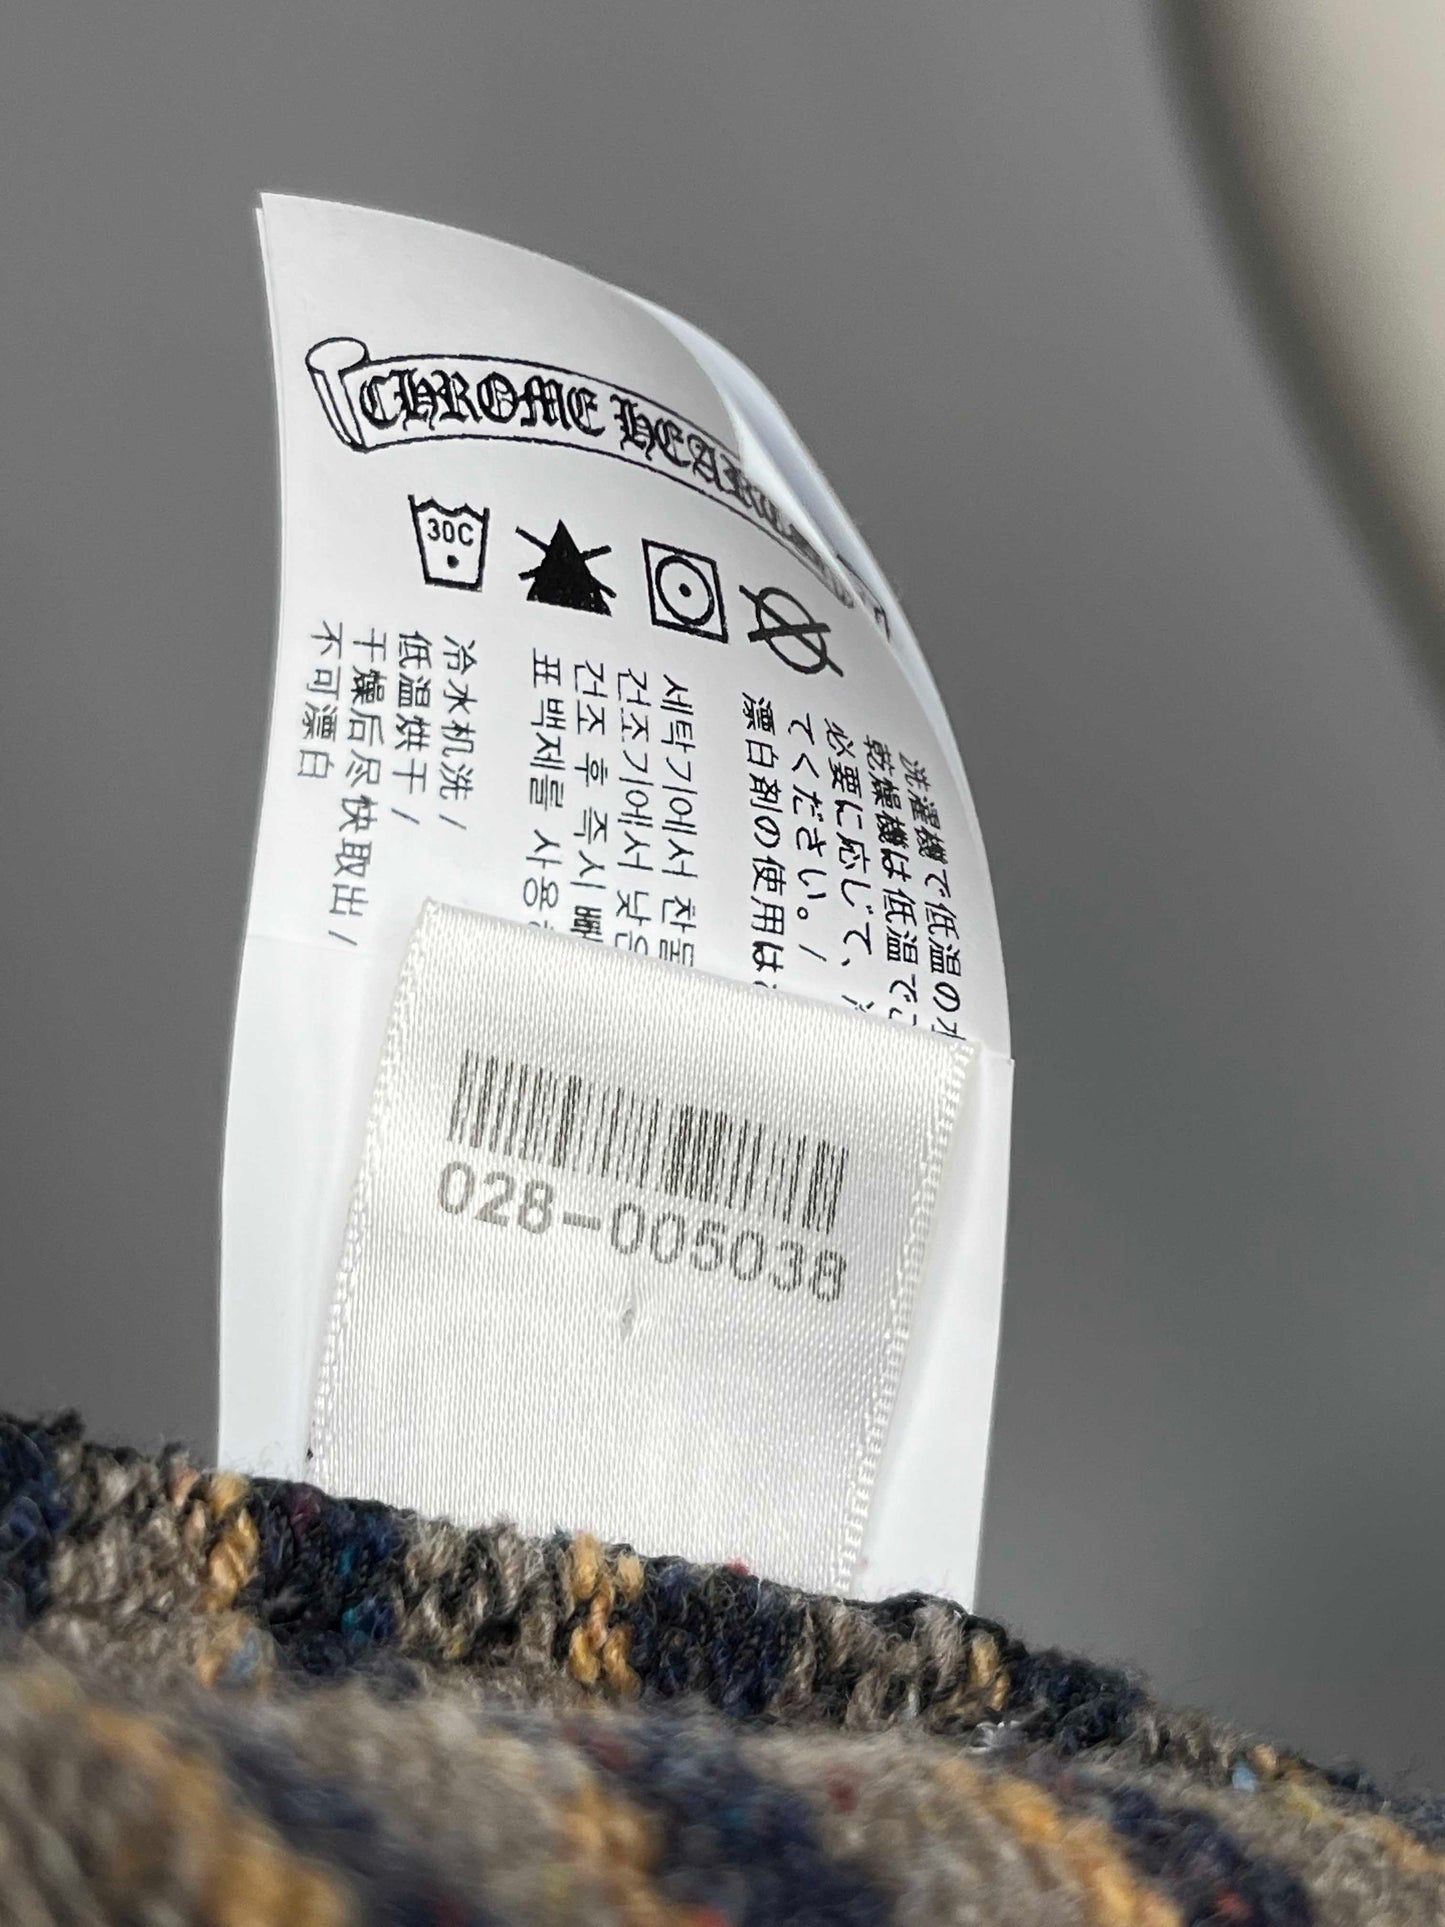 CHROME HEARTS
30C
冷水机洗 /
低温烘干 /
干燥后尽快取出 /
不可漂白
세탁기에서 찬물
건조기에서 낮은
건조 후 즉시 빼
표백제를 사용
洗濯機で低温の水
乾燥機は低温で
必要に応じて、
てください。 /
漂白剤の使用は
028-005038